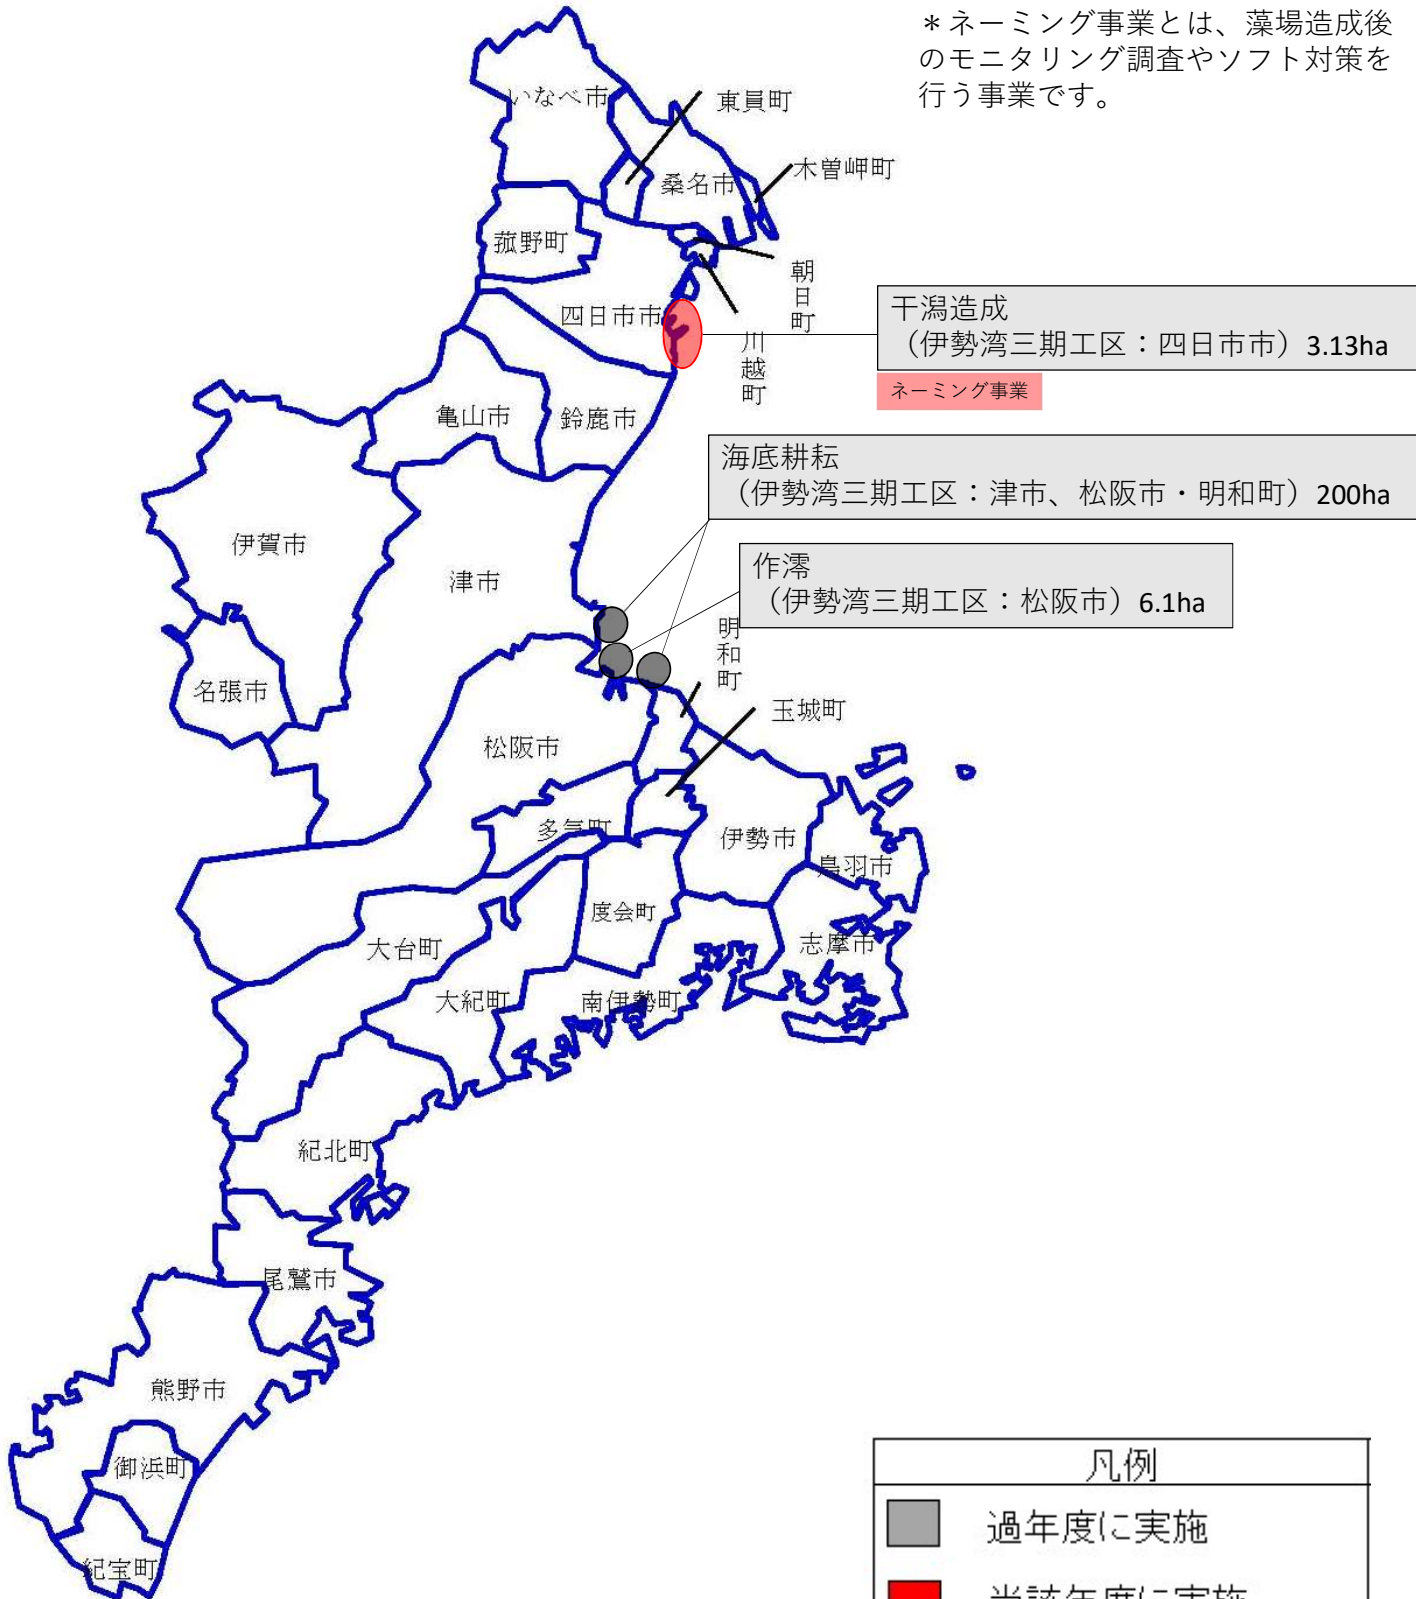 ＊ネーミング事業とは、藻場造成後
のモニタリング調査やソフト対策を
行う事業です。
いなべ市
東員町
桑名市
木曽岬町
菰野町
朝日町
四日市市
川越町
干潟造成
（伊勢湾三期工区：四日市市）3.13ha
ネーミング事業
亀山市
鈴鹿市
海底耕耘
（伊勢湾三期工区：津市、松阪市・明和町）200ha
伊賀市
津市
作澪
（伊勢湾三期工区：松阪市）6.1ha
明和町
名張市
玉城町
松阪市
多気町
伊勢市
鳥羽市
度会町
大台町
志摩市
大紀町
南伊勢町
紀北町
尾鷲市
熊野市
御浜町
紀宝町
凡例
過年度に実施
当該年度に実施